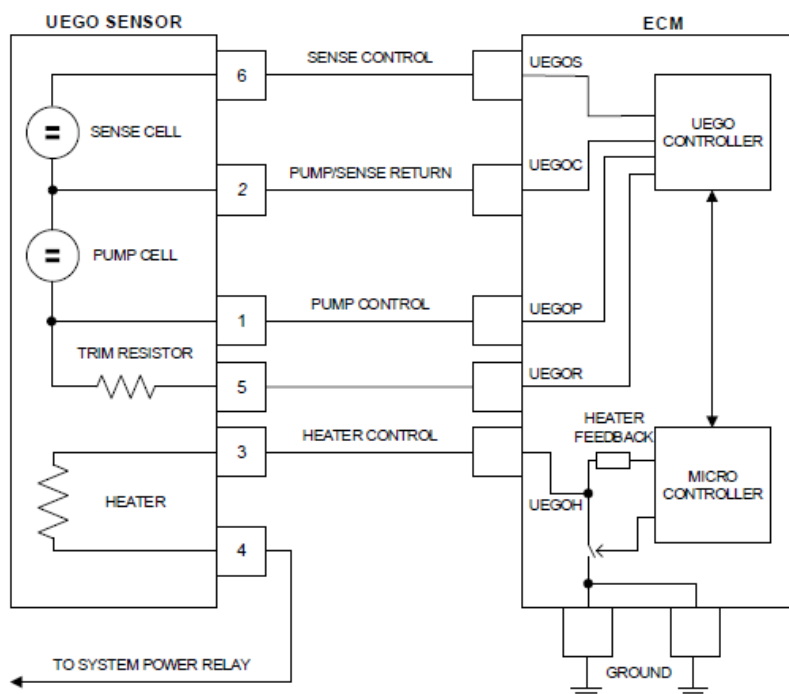 UEGO SENSOR
ECM
6
SENSE CONTROL
UEGOS
SENSE CELL
UEGO
CONTROLLER
2
PUMP/SENSE RETURN
UEGOC
PUMP CELL
1
PUMP CONTROL
UEGOP
TRIM RESISTOR
5
UEGOR
3
HEATER CONTROL
HEATER
FEEDBACK
MICRO
CONTROLLER
UEGOH
HEATER
4
TO SYSTEM POWER RELAY
GROUND